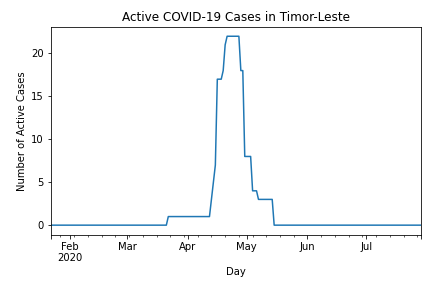 Active COVID-19 Cases in Timor-Leste
Number of Active Cases
20
15
10
5
0
Feb Mar Apr May Jun Jul
2020
Day